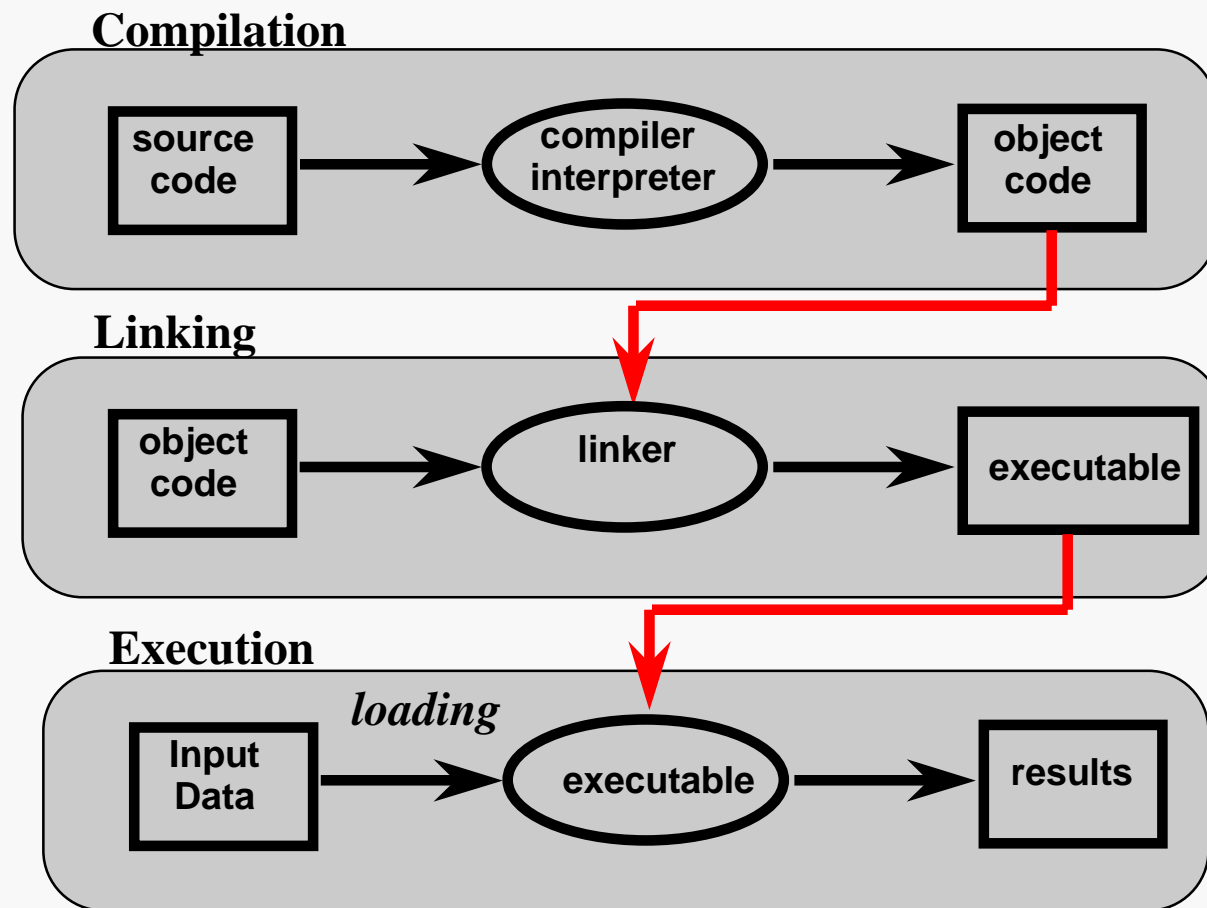 Compilation
source
code
compiler
interpreter
object
code
Linking
object
code
linker
executable
Execution
loading
Input
Data
executable
results